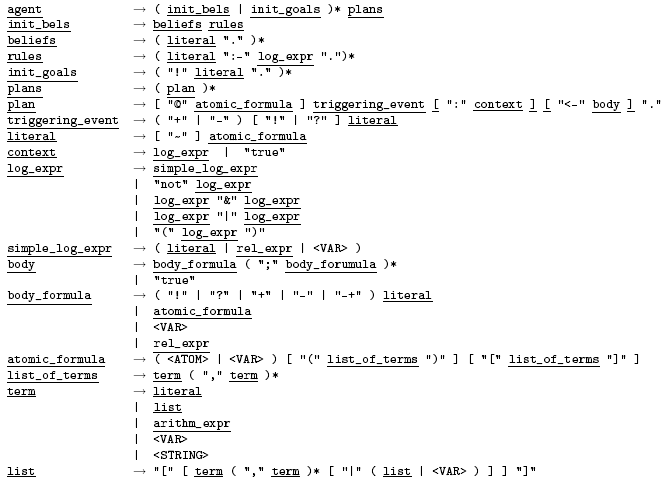 agent → ( init_bels | init_goals )* plans
init_bels → beliefs rules
beliefs → ( literal "." )*
rules → ( literal ":-" log_expr ".")*
init_goals → ( "!" literal "." )*
plans → ( plan )*
plan → [ "@" atomic_formula ] triggering_event [ ":" context ] [ "<-" body ] "."
triggering_event → ( "+" | "-" ) [ "!" | "?" ] literal
literal → [ "~" ] atomic_formula
context → log_expr | "true"
log_expr → simple_log_expr
| "not" log_expr
| log_expr "&" log_expr
| log_expr "|" log_expr
| "(" log_expr ")"
simple_log_expr → ( literal | rel_expr | <VAR> )
body → body_formula ( ";" body_forumula )*
| "true"
body_formula → ( "!" | "?" | "+" | "-" | "-+" ) literal
| atomic_formula
| <VAR>
| rel_expr
atomic_formula → ( <ATOM> | <VAR> ) [ "(" list_of_terms ")" ] [ "[" list_of_terms "]" ]
list_of_terms → term ( "," term )*
term → literal
| list
| arithm_expr
| <VAR>
| <STRING>
list → "[" [ term ( "," term )* [ "|" ( list | <VAR> ) ] ] "]"